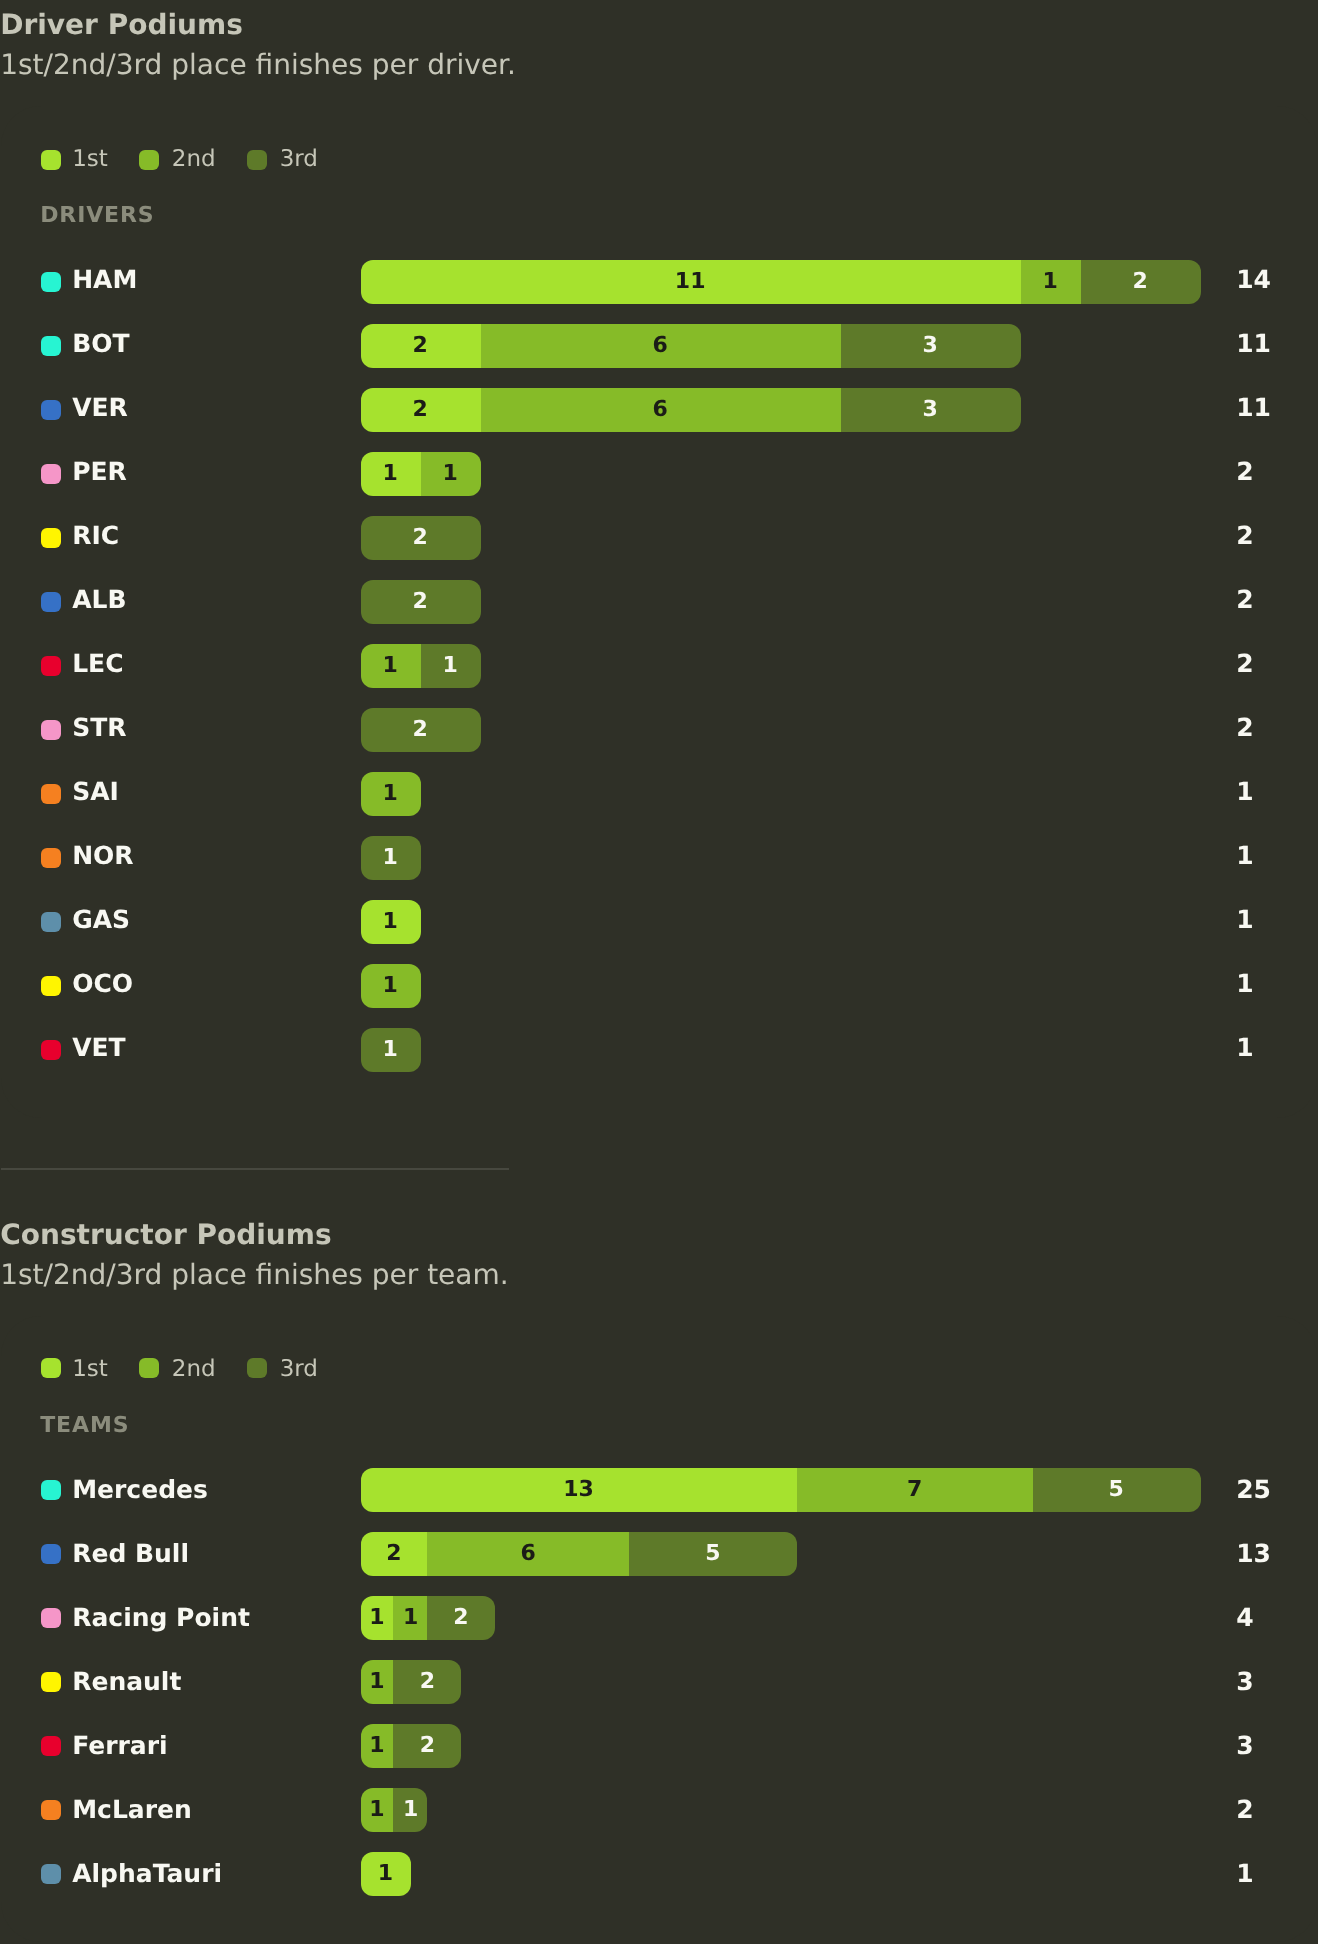 Driver Podiums
1st/2nd/3rd place finishes per driver.
1st 2nd 3rd
DRIVERS
HAM 11 1 2 14
BOT 2 6 3 11
VER 2 6 3 11
PER 1 1 2
RIC 2 2
ALB 2 2
LEC 1 1 2
STR 2 2
SAI 1 1
NOR 1 1
GAS 1 1
OCO 1 1
VET 1 1
Constructor Podiums
1st/2nd/3rd place finishes per team.
1st 2nd 3rd
TEAMS
Mercedes 13 7 5 25
Red Bull 2 6 5 13
Racing Point 1 1 2 4
Renault 1 2 3
Ferrari 1 2 3
McLaren 1 1 2
AlphaTauri 1 1